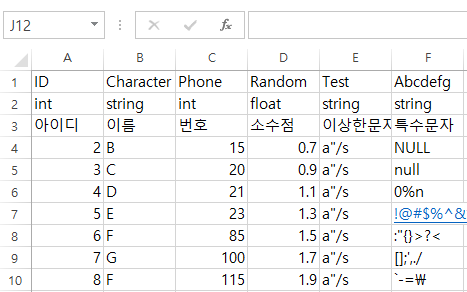 J12 fx
A B C D E F
1 ID Character Phone Random Test Abcdefg
2 int string int float string string
3 아이디 이름 번호 소수점 이상한문자 특수문자
4 2 B 15 0.7 a"/s NULL
5 3 C 20 0.9 a"/s null
6 4 D 21 1.1 a"/s 0%n
7 5 E 23 1.3 a"/s !@#$%^&
8 6 F 85 1.5 a"/s :"{}>?<
9 7 G 100 1.7 a"/s [];',./
10 8 F 115 1.9 a"/s `-=₩